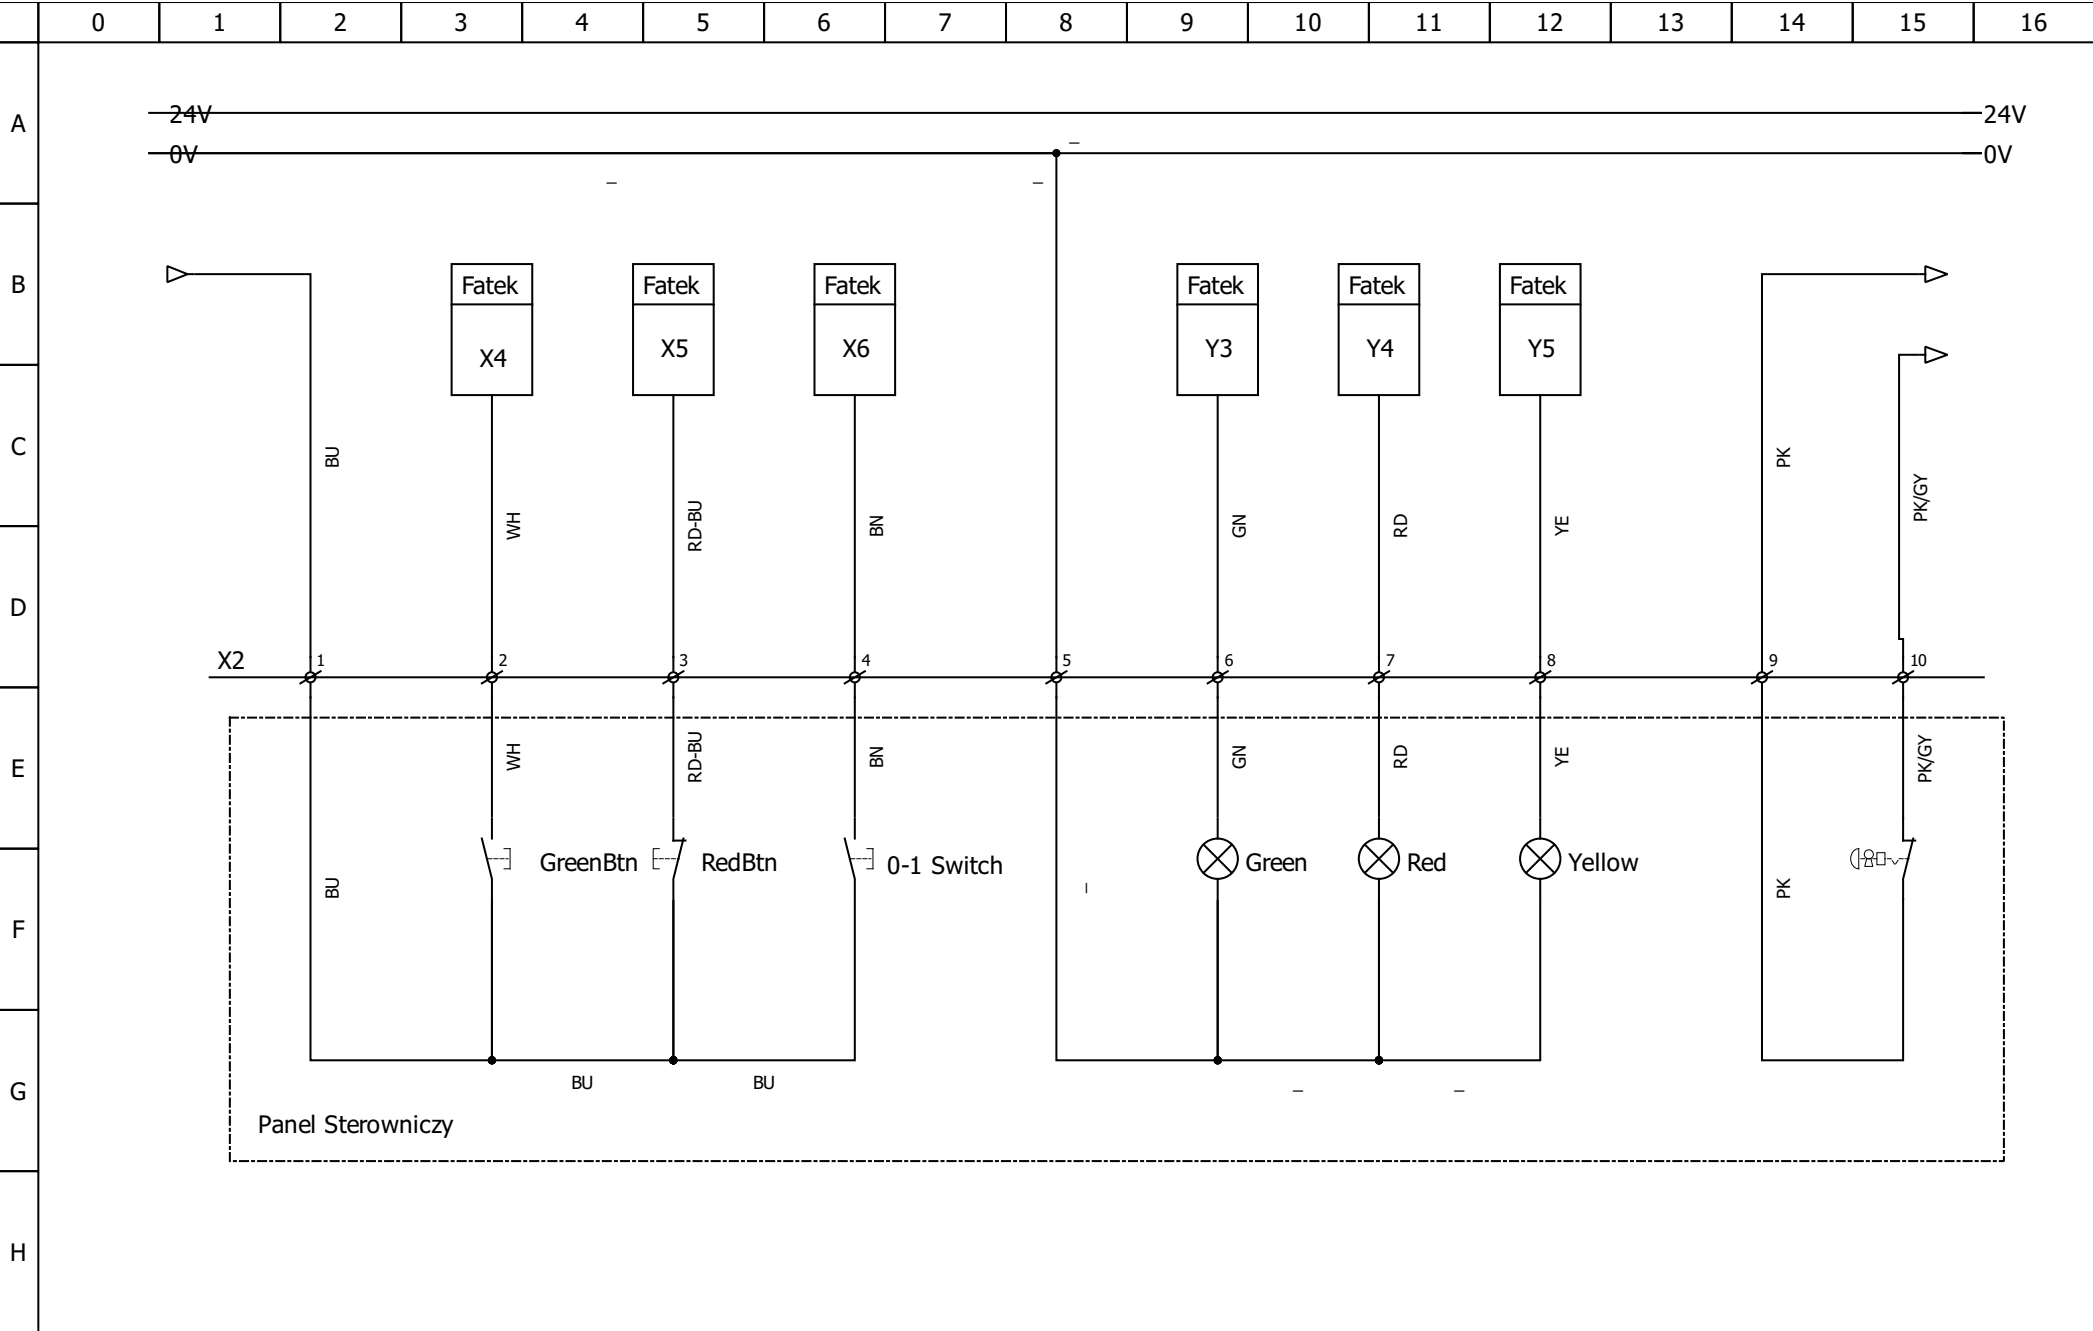 0 1 2 3 4 5 6 7 8 9 10 11 12 13 14 15 16
A
24V 24V
0V 0V
B
Fatek Fatek Fatek Fatek Fatek Fatek
X4 X5 X6 Y3 Y4 Y5
C
BU PK
WH RD-BU BN GN RD YE PK/GY
D
X2 1 2 3 4 5 6 7 8 9 10
E
WH RD-BU BN GN RD YE PK/GY
GreenBtn RedBtn 0-1 Switch Green Red Yellow
BU PK
F
G
BU BU
Panel Sterowniczy
H